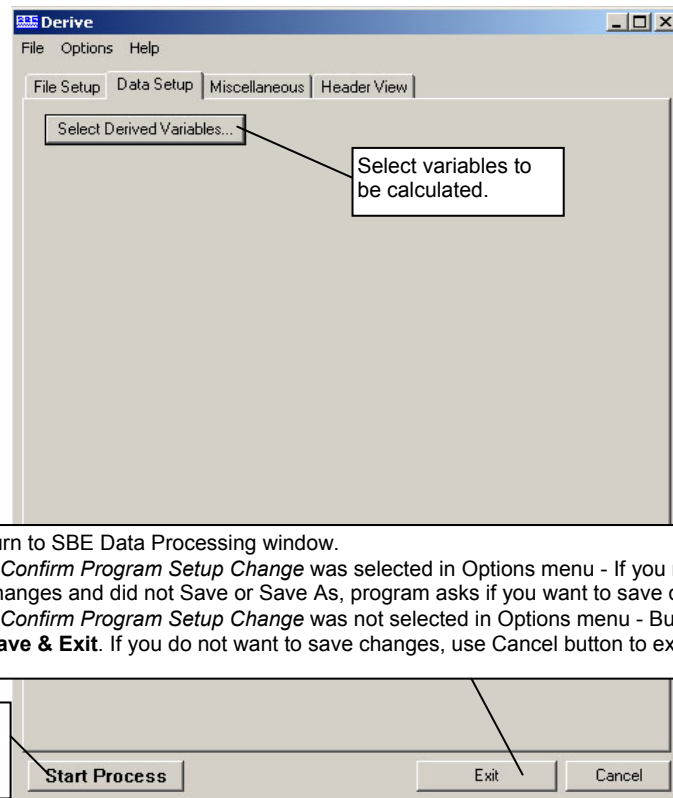 SBE Derive
File Options Help
File Setup Data Setup Miscellaneous Header View
Select Derived Variables...
Select variables to
be calculated.
urn to SBE Data Processing window.
Confirm Program Setup Change was selected in Options menu - If you
anges and did not Save or Save As, program asks if you want to save
Confirm Program Setup Change was not selected in Options menu - Bu
ave & Exit. If you do not want to save changes, use Cancel button to ex
Start Process Exit Cancel